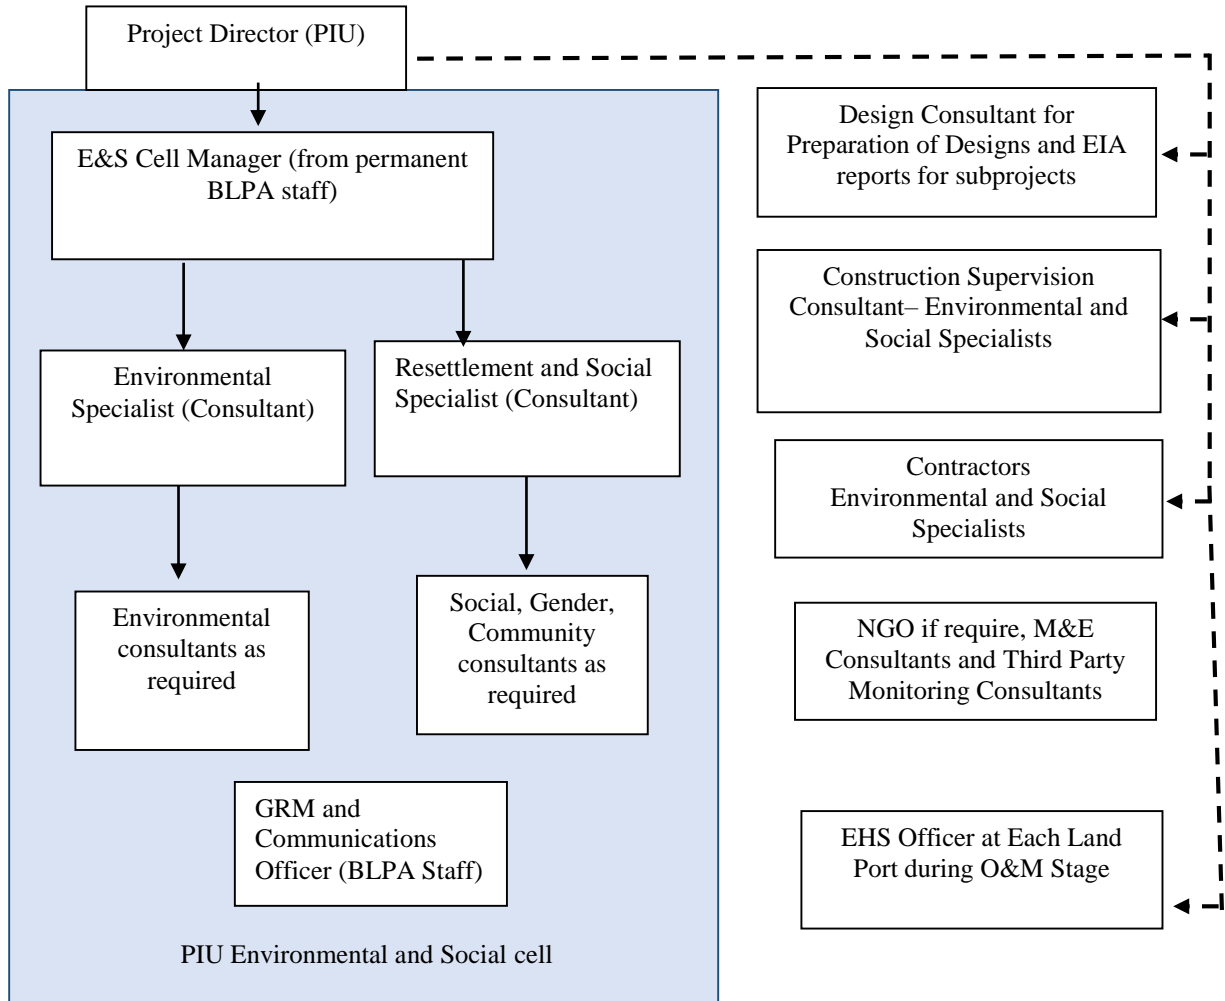 Project Director (PIU)
E&S Cell Manager (from permanent
BLPA staff)
Environmental
Specialist (Consultant)
Resettlement and Social
Specialist (Consultant)
Environmental
consultants as
required
Social, Gender,
Community
consultants as
required
GRM and
Communications
Officer (BLPA Staff)
PIU Environmental and Social cell
Design Consultant for
Preparation of Designs and EIA
reports for subprojects
Construction Supervision
Consultant– Environmental and
Social Specialists
Contractors
Environmental and Social
Specialists
NGO if require, M&E
Consultants and Third Party
Monitoring Consultants
EHS Officer at Each Land
Port during O&M Stage